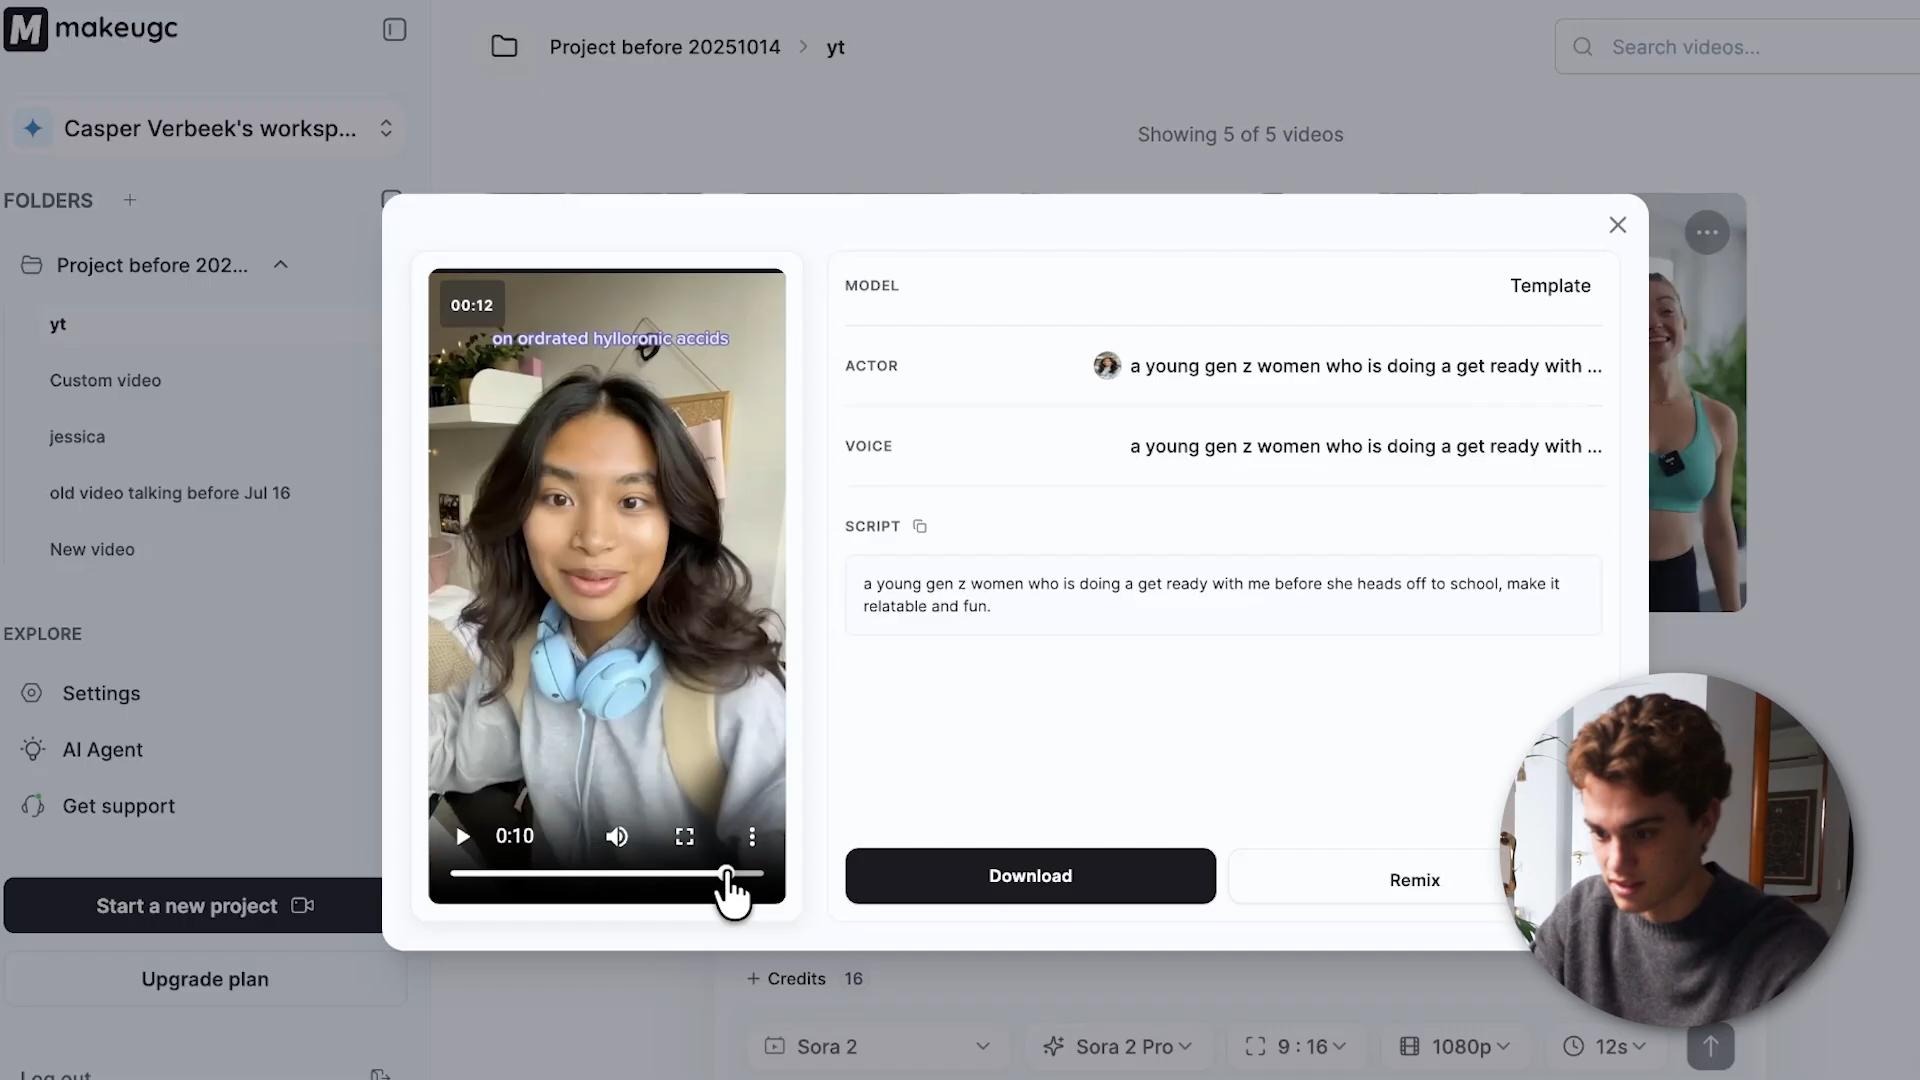 M makeugc
Project before 20251014 > yt
Search videos...
Casper Verbeek's worksp...
Showing 5 of 5 videos
FOLDERS +
Project before 202...
yt
Custom video
jessica
old video talking before Jul 16
New video
EXPLORE
Settings
AI Agent
Get support
Start a new project
Upgrade plan
Log out
00:12
on ordrated hylloronic accids
0:10
MODEL
Template
ACTOR
a young gen z women who is doing a get ready with ...
VOICE
a young gen z women who is doing a get ready with ...
SCRIPT
a young gen z women who is doing a get ready with me before she heads off to school, make it
relatable and fun.
Download
Remix
+ Credits 16
Sora 2
Sora 2 Pro
9:16
1080p
12s